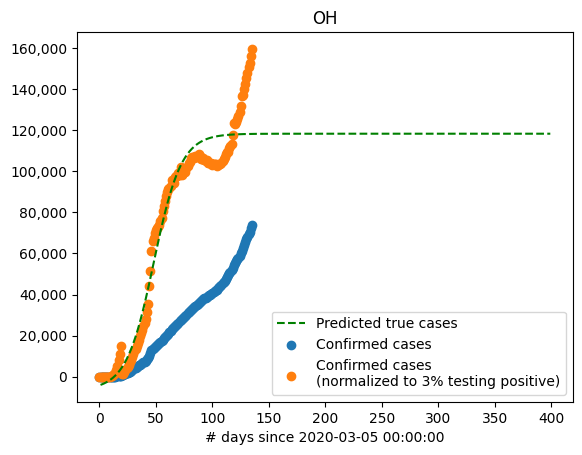 OH
160,000
140,000
120,000
100,000
80,000
60,000
40,000
20,000
0
0 50 100 150 200 250 300 350 400
# days since 2020-03-05 00:00:00
Predicted true cases
Confirmed cases
Confirmed cases
(normalized to 3% testing positive)